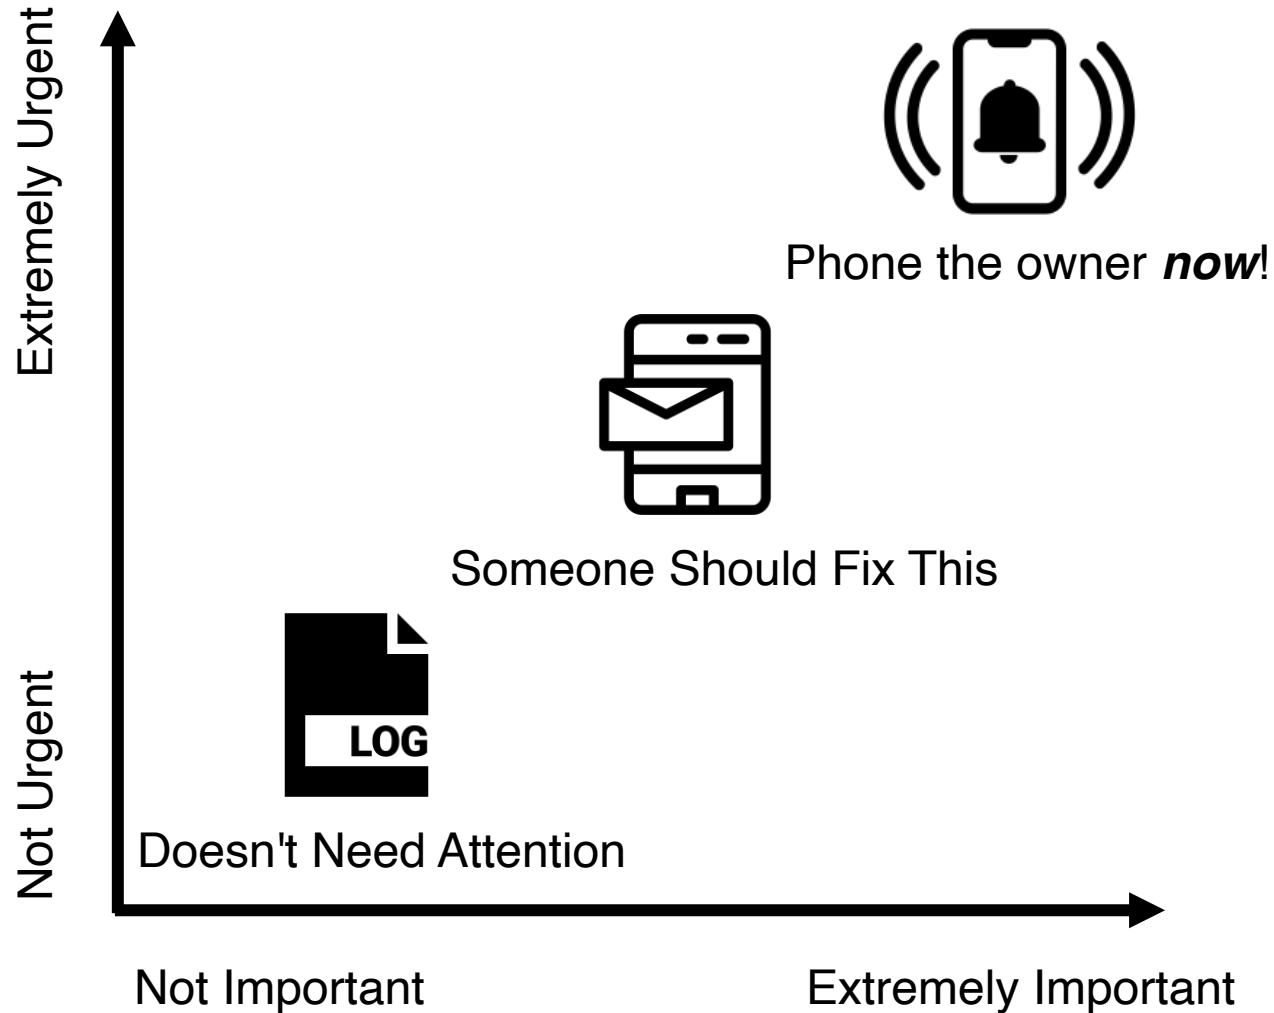 Extremely Urgent
Phone the owner now!
Someone Should Fix This
LOG
Not Urgent
Doesn't Need Attention
Not Important
Extremely Important